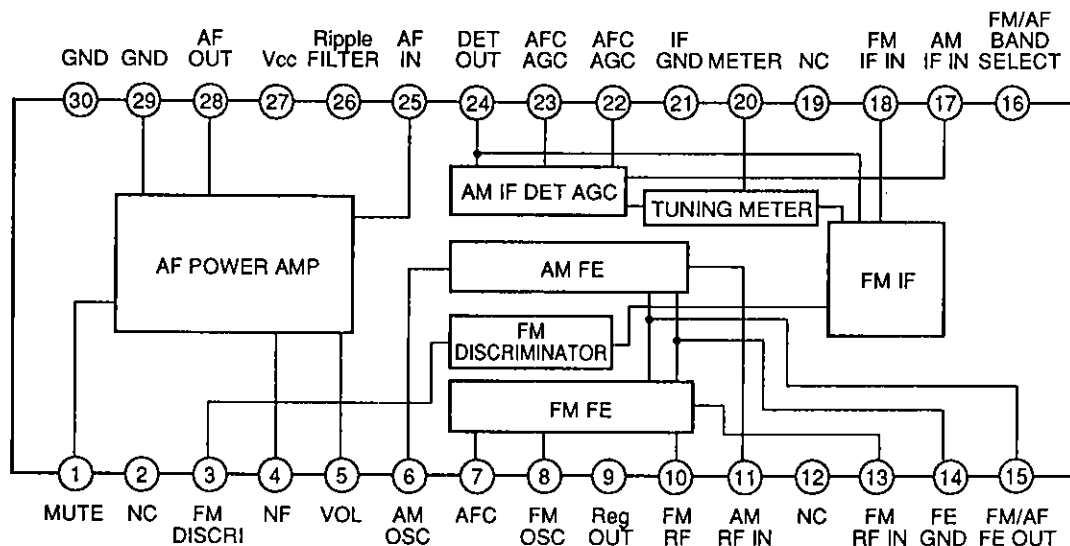 GND GND AF OUT Vcc Ripple FILTER AF IN DET OUT AFC AGC AFC AGC IF GND METER NC FM IF IN AM IF IN FM/AF BAND SELECT
30 29 28 27 26 25 24 23 22 21 20 19 18 17 16
AM IF DET AGC
TUNING METER
AF POWER AMP
AM FE
FM IF
FM
DISCRIMINATOR
FM FE
1 2 3 4 5 6 7 8 9 10 11 12 13 14 15
MUTE NC FM DISCRI NF VOL AM OSC AFC FM OSC Reg OUT FM RF AM RF IN NC FM RF IN FE GND FM/AF FE OUT